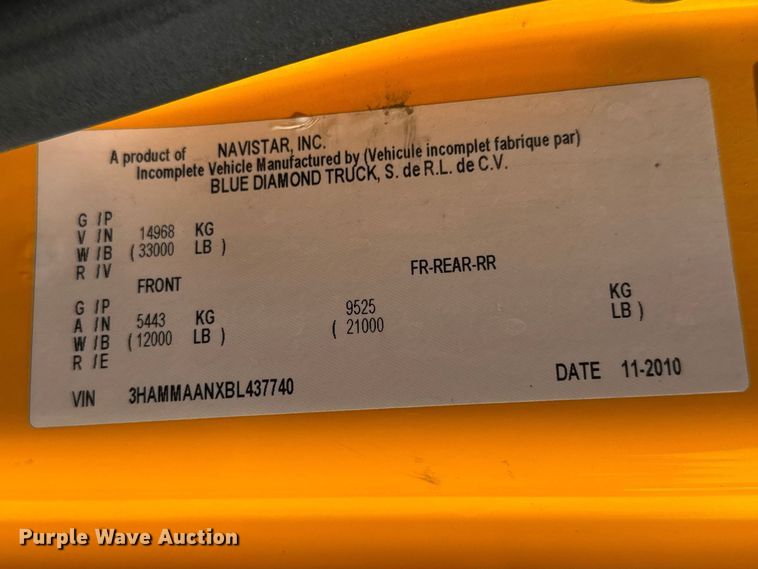 A product of NAVISTAR, INC.
Incomplete Vehicle Manufactured by (Vehicule incomplet fabrique par)
BLUE DIAMOND TRUCK, S. de R.L. de C.V.
G /P
V /N 14968 KG
W /B ( 33000 LB )
R /V
FRONT FR-REAR-RR
G /P
A /N 5443 KG 9525 KG
W /B ( 12000 LB ) ( 21000 LB )
R /E
VIN 3HAMMAANXBL437740 DATE 11-2010
Purple Wave Auction